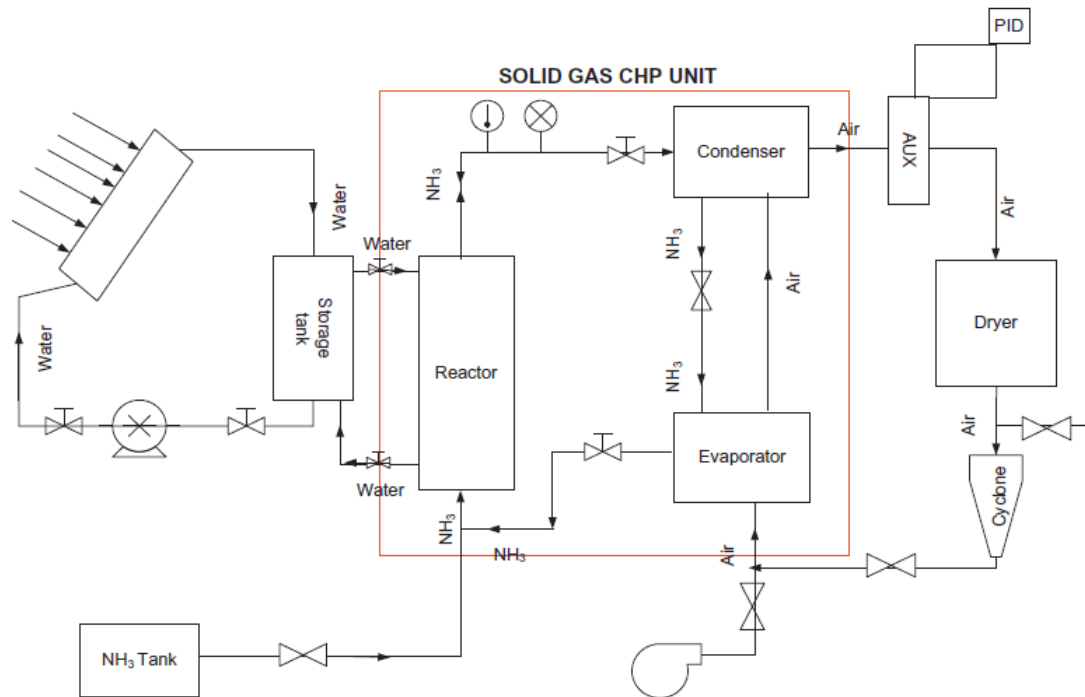 PID
SOLID GAS CHP UNIT
Air
AUX
Condenser
NH₃
Water
Water
NH₃
Air
Air
Storage
tank
Reactor
Dryer
Water
NH₃
Air
Evaporator
Cyclone
Water
NH₃
NH₃
Air
NH₃ Tank